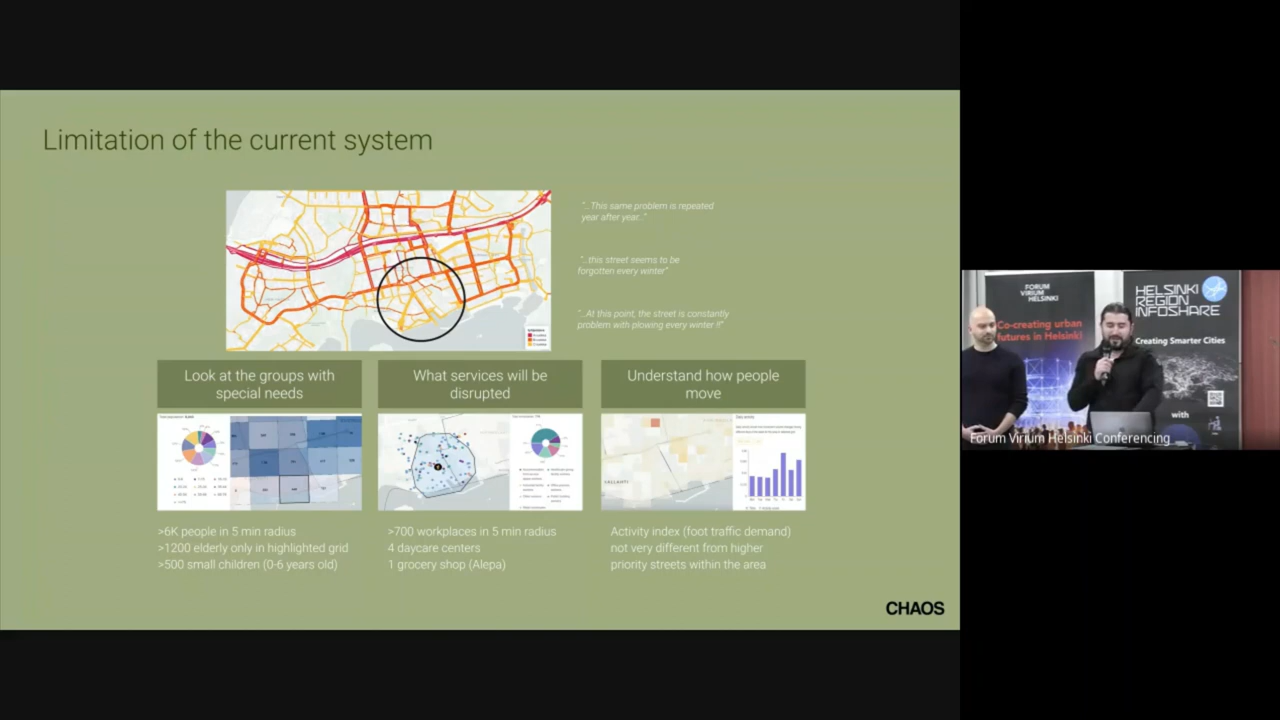 Limitation of the current system
"...This same problem is repeated
year after year..."
"...this street seems to be
forgotten every winter"
"...At this point, the street is constantly
problem with plowing every winter !!"
Look at the groups with
special needs
What services will be
disrupted
Understand how people
move
>6K people in 5 min radius
>1200 elderly only in highlighted grid
>500 small children (0-6 years old)
>700 workplaces in 5 min radius
4 daycare centers
1 grocery shop (Alepa)
Activity index (foot traffic demand)
not very different from higher
priority streets within the area
CHAOS
FORUM
VIRIUM
HELSINKI
Co-creating urban
futures in Helsinki
HELSINKI
REGION
INFOSHARE
Creating Smarter Cities
with
Forum Virium Helsinki Conferencing